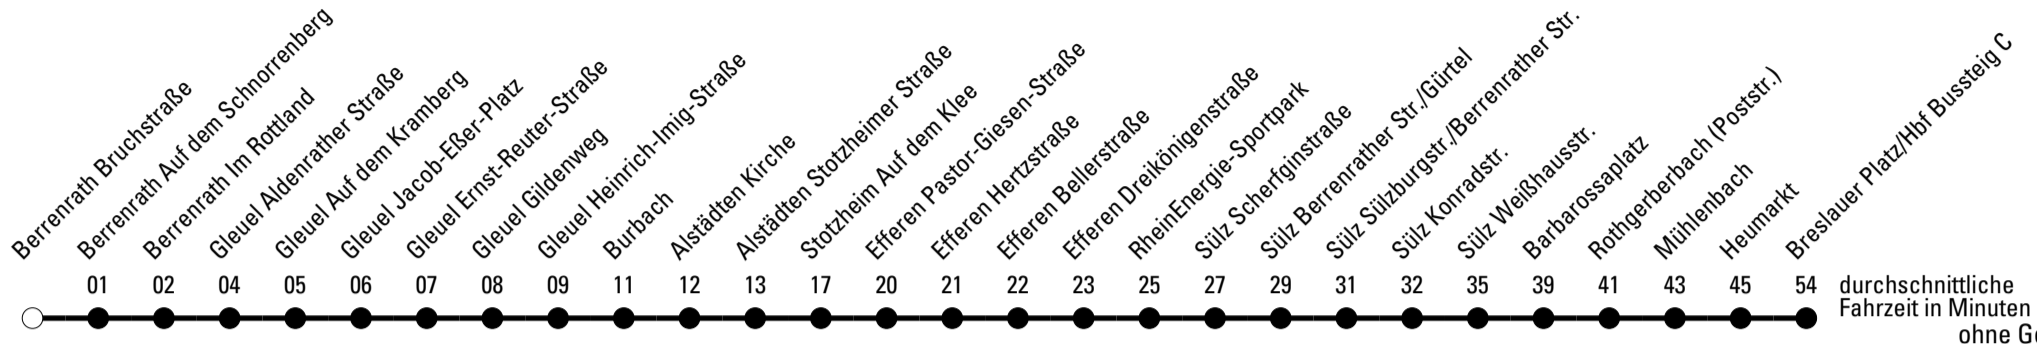 Berrenrath Bruchstraße
Berrenrath Auf dem Schnorrenberg
Berrenrath Im Rottland
Gleuel Aldenrather Straße
Gleuel Auf dem Kramberg
Gleuel Jacob-Eßer-Platz
Gleuel Ernst-Reuter-Straße
Gleuel Gildenweg
Gleuel Heinrich-Imig-Straße
Burbach
Alstädten Kirche
Alstädten Stotzheimer Straße
Stotzheim Auf dem Klee
Efferen Pastor-Giesen-Straße
Efferen Hertzstraße
Efferen Bellerstraße
Efferen Dreikönigenstraße
RheinEnergie-Sportpark
Sülz Scherfginstraße
Sülz Berrenrather Str./Gürtel
Sülz Sülzburgstr./Berrenrather Str.
Sülz Konradstr.
Sülz Weißhausstr.
Barbarossaplatz
Rothgerberbach (Poststr.)
Mühlenbach
Heumarkt
Breslauer Platz/Hbf Bussteig C
01 02 04 05 06 07 08 09 11 12 13 17 20 21 22 23 25 27 29 31 32 35 39 41 43 45 54
durchschnittliche
Fahrzeit in Minuten
ohne